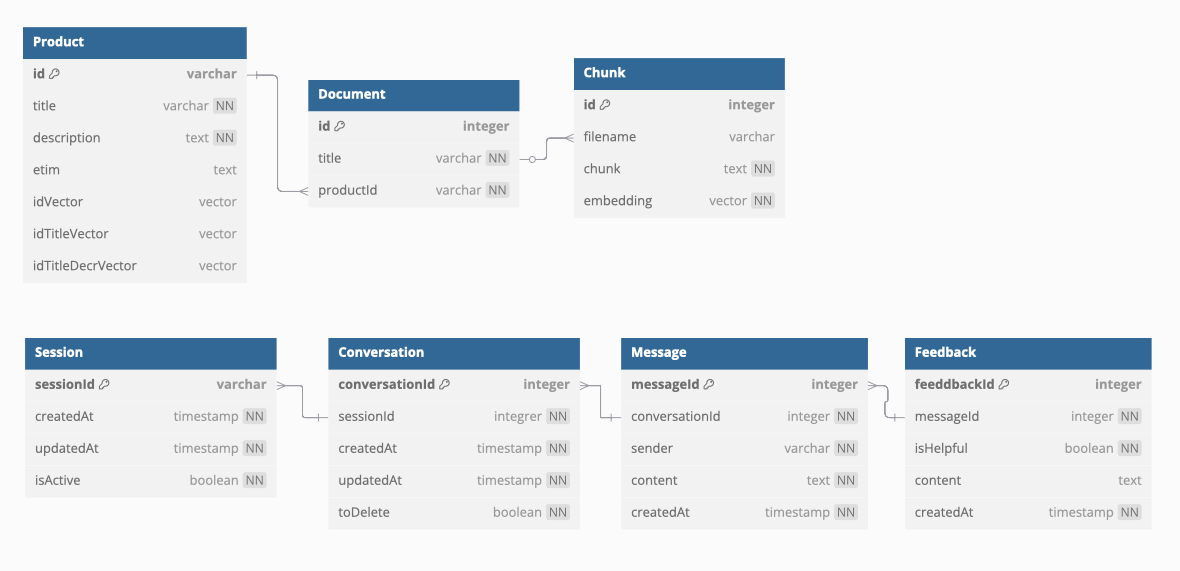 Product
id varchar
title varchar NN
description text NN
etim text
idVector vector
idTitleVector vector
idTitleDecrVector vector
Document
id integer
title varchar NN
productId varchar NN
Chunk
id integer
filename varchar
chunk text NN
embedding vector NN
Session
sessionId varchar
createdAt timestamp NN
updatedAt timestamp NN
isActive boolean NN
Conversation
conversationId integer
sessionId integrer NN
createdAt timestamp NN
updatedAt timestamp NN
toDelete boolean NN
Message
messageId integer
conversationId integer NN
sender varchar NN
content text NN
createdAt timestamp NN
Feedback
feeddbackId integer
messageId integer NN
isHelpful boolean NN
content text
createdAt timestamp NN